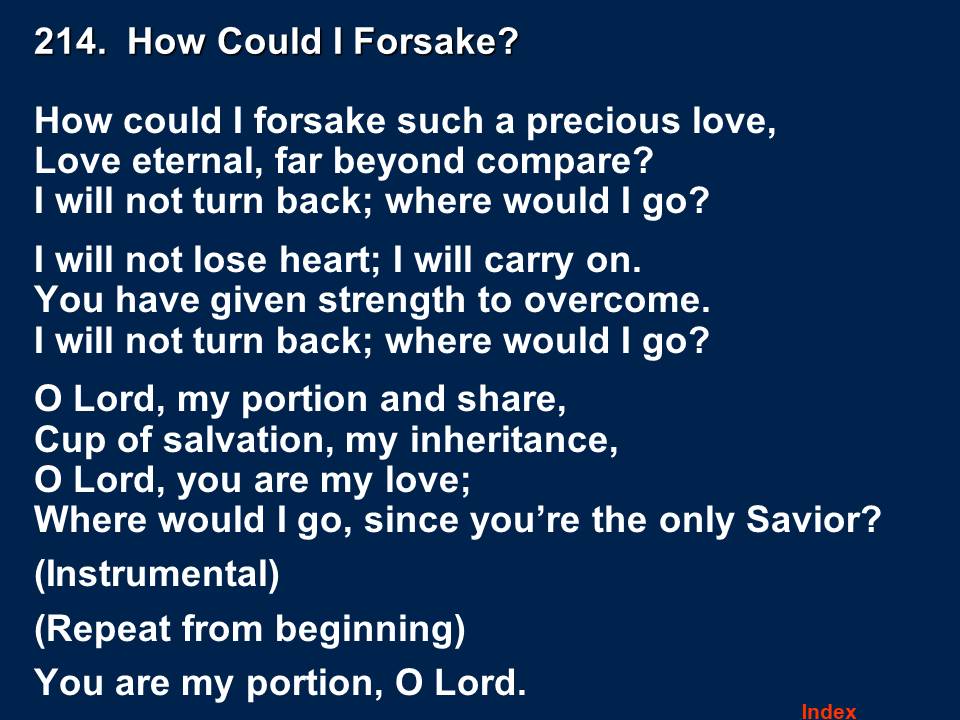 214.  How Could I Forsake?
How could I forsake such a precious love,
Love eternal, far beyond compare?
I will not turn back; where would I go?
I will not lose heart; I will carry on.
You have given strength to overcome.
I will not turn back; where would I go?
O Lord, my portion and share,
Cup of salvation, my inheritance,
O Lord, you are my love;
Where would I go, since you’re the only Savior?
(Instrumental)
(Repeat from beginning)
You are my portion, O Lord.
Index